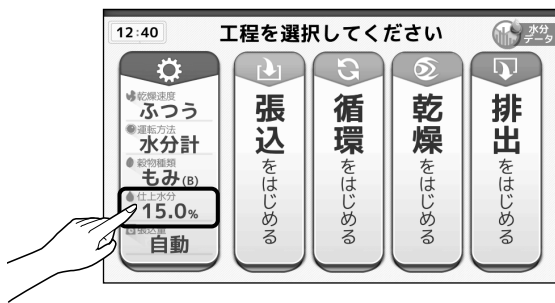 12:40
工程を選択してください
水分
データ
乾燥速度
ふつう
運転方法
水分計
穀物種類
もみ(B)
仕上水分
15.0%
張込量
自動
張込をはじめる
循環をはじめる
乾燥をはじめる
排出をはじめる